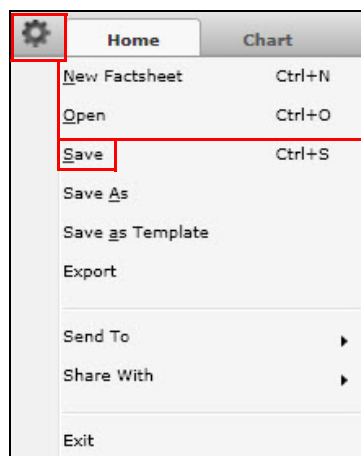 Home Chart
New Factsheet Ctrl+N
Open Ctrl+O
Save Ctrl+S
Save As
Save as Template
Export
Send To
Share With
Exit